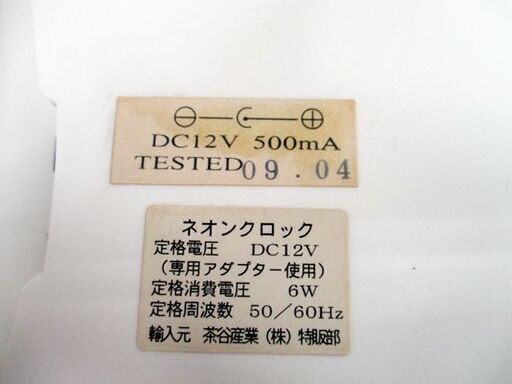 DC12V 500mA
TESTED 09.04
ネオンクロック
定格電圧 DC12V
(専用アダプター使用)
定格消費電圧 6W
定格周波数 50/60Hz
輸入元 茶谷産業(株)特販部